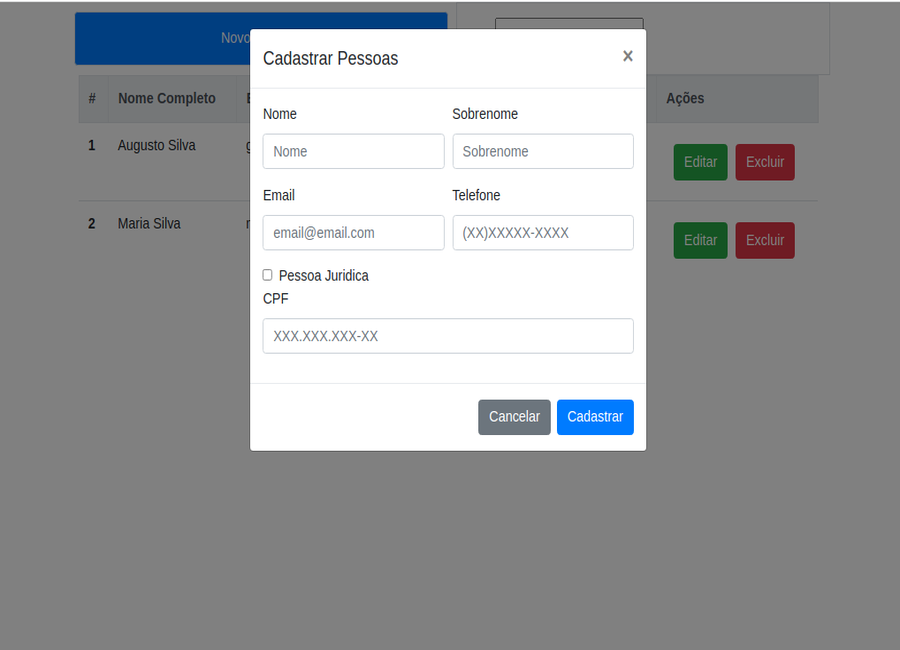 Novo
Cadastrar Pessoas ×
# Nome Completo Ações
Nome Sobrenome
Nome Sobrenome
1 Augusto Silva Editar Excluir
Email Telefone
email@email.com (XX)XXXXX-XXXX
2 Maria Silva Editar Excluir
Pessoa Juridica
CPF
XXX.XXX.XXX-XX
Cancelar Cadastrar